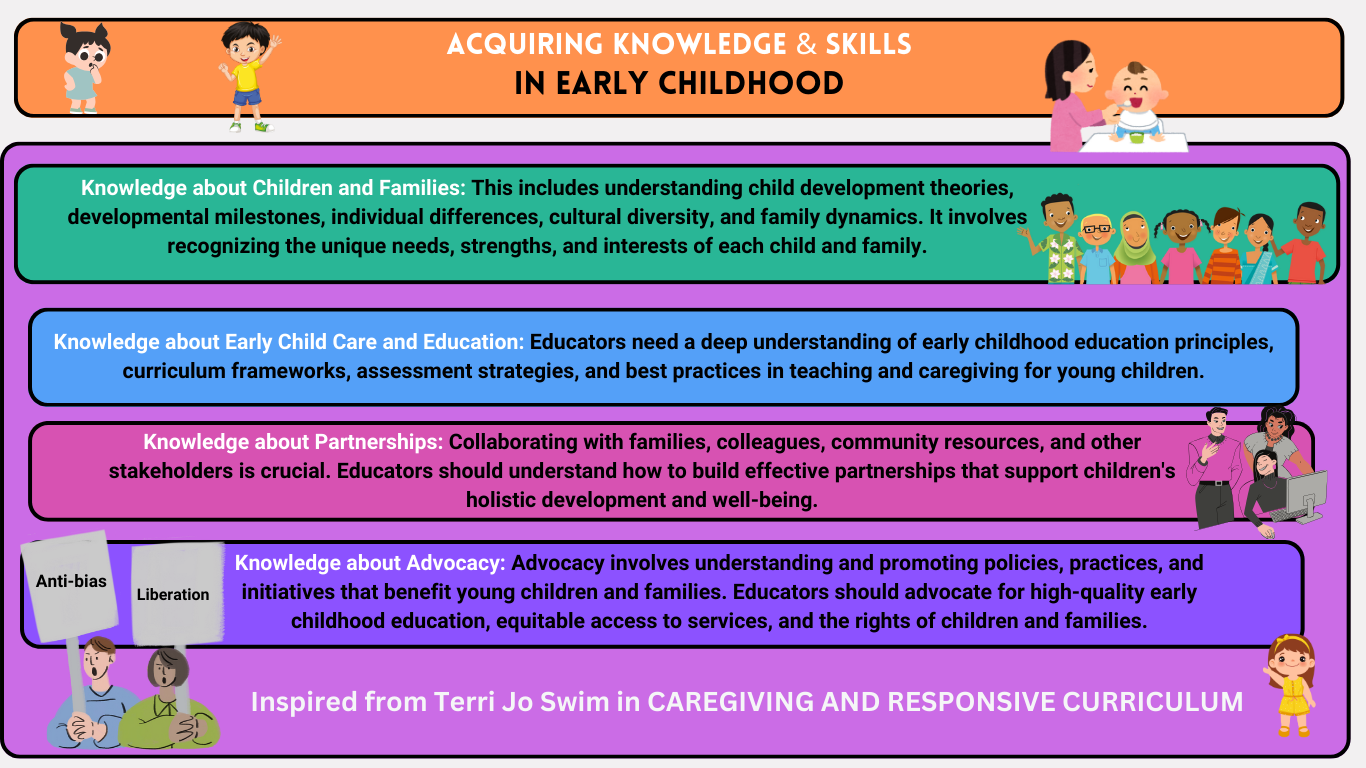 ACQUIRING KNOWLEDGE & SKILLS
IN EARLY CHILDHOOD
Knowledge about Children and Families: This includes understanding child development theories,
developmental milestones, individual differences, cultural diversity, and family dynamics. It involves
recognizing the unique needs, strengths, and interests of each child and family.
Knowledge about Early Child Care and Education: Educators need a deep understanding of early childhood education principles,
curriculum frameworks, assessment strategies, and best practices in teaching and caregiving for young children.
Knowledge about Partnerships: Collaborating with families, colleagues, community resources, and other
stakeholders is crucial. Educators should understand how to build effective partnerships that support children's
holistic development and well-being.
Anti-bias
Liberation
Knowledge about Advocacy: Advocacy involves understanding and promoting policies, practices, and
initiatives that benefit young children and families. Educators should advocate for high-quality early
childhood education, equitable access to services, and the rights of children and families.
Inspired from Terri Jo Swim in CAREGIVING AND RESPONSIVE CURRICULUM